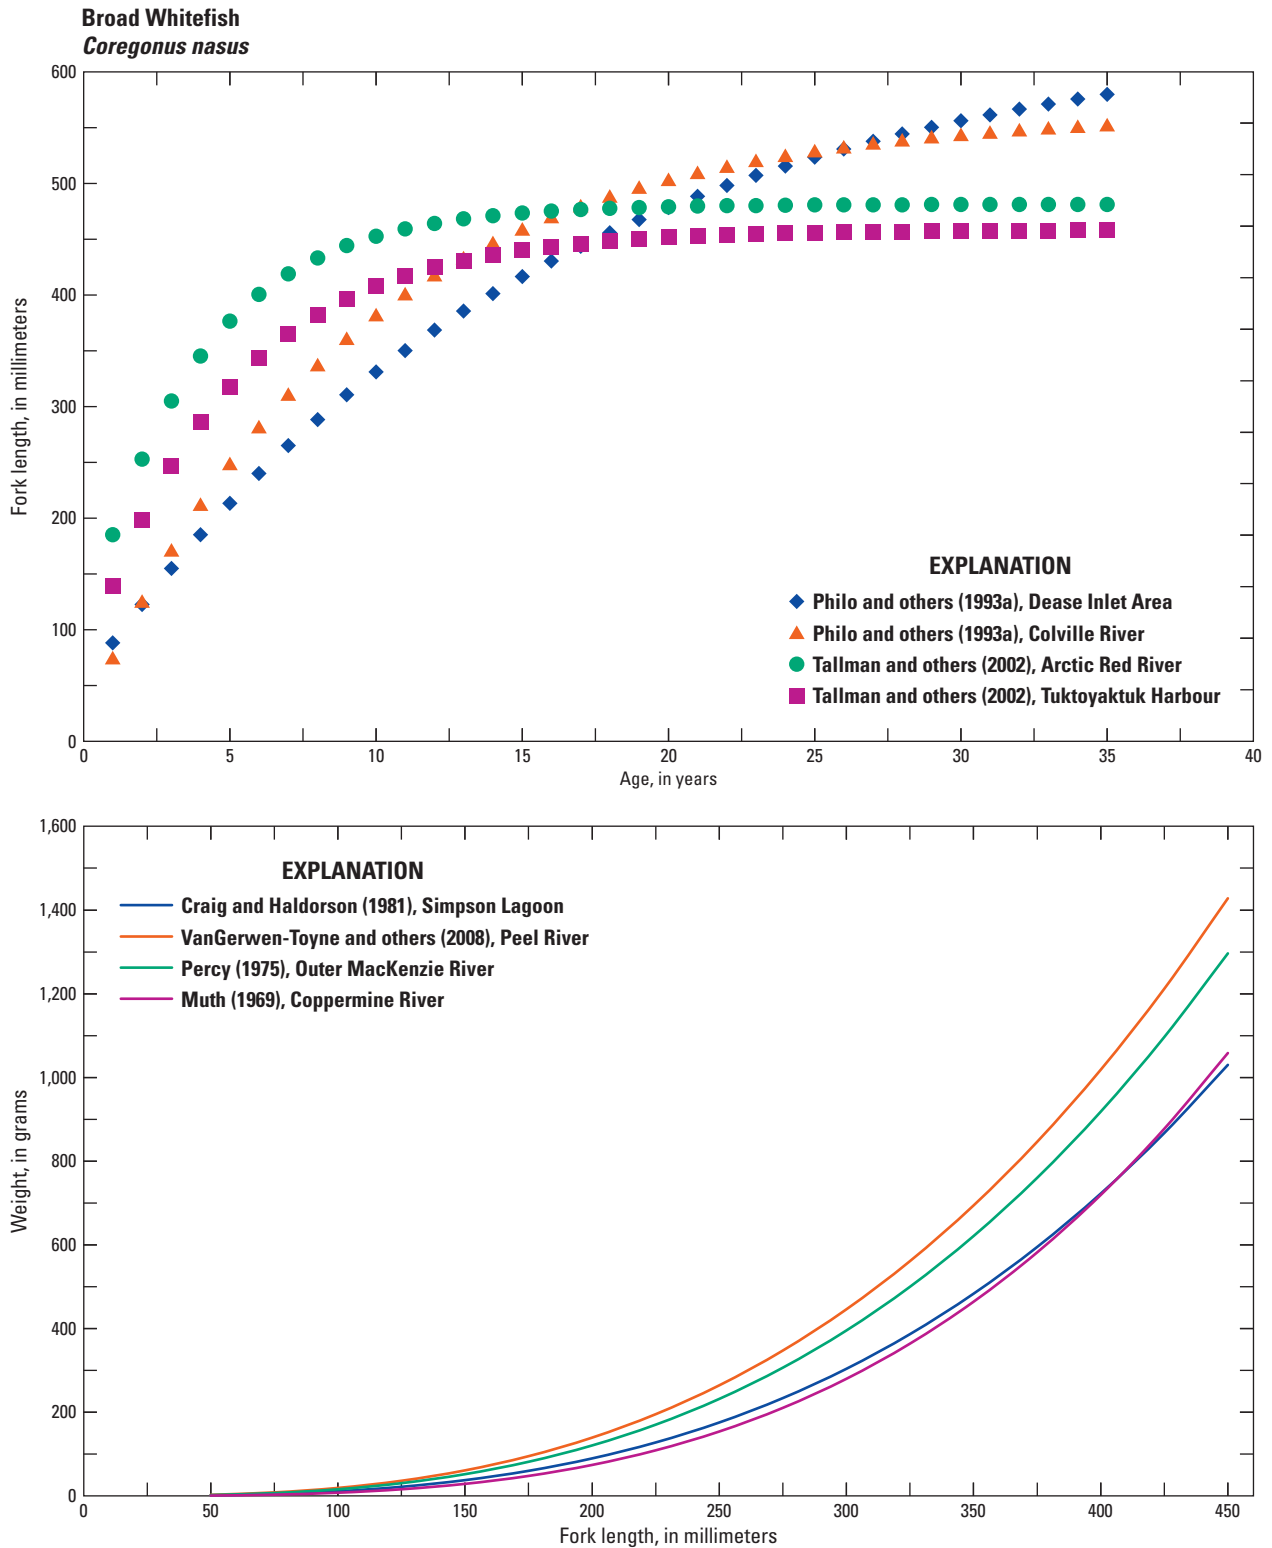 Broad Whitefish
Coregonus nasus
600
500
400
300
200
100
0
Fork length, in millimeters
0 5 10 15 20 25 30 35 40
Age, in years
EXPLANATION
Philo and others (1993a), Dease Inlet Area
Philo and others (1993a), Colville River
Tallman and others (2002), Arctic Red River
Tallman and others (2002), Tuktoyaktuk Harbour
1,600
1,400
1,200
1,000
800
600
400
200
0
Weight, in grams
EXPLANATION
Craig and Haldorson (1981), Simpson Lagoon
VanGerwen-Toyne and others (2008), Peel River
Percy (1975), Outer MacKenzie River
Muth (1969), Coppermine River
0 50 100 150 200 250 300 350 400 450
Fork length, in millimeters